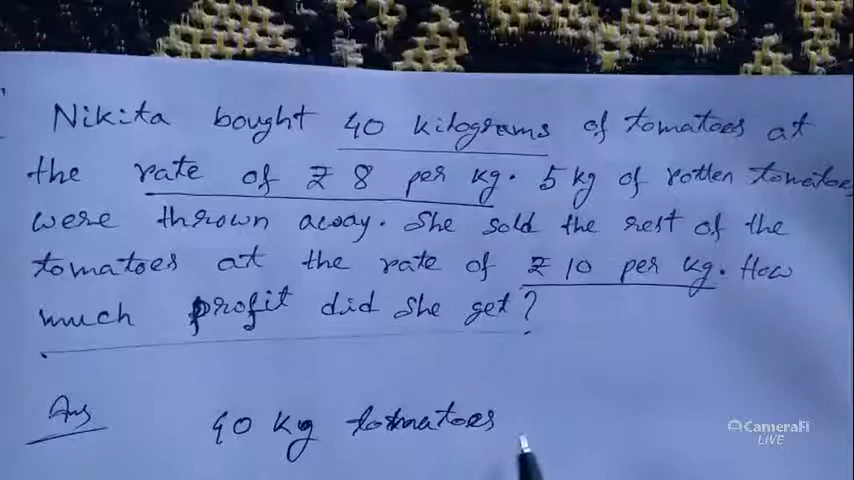 Nikita bought 40 kilograms of tomatoes at
the rate of ₹ 8 per kg. 5 kg of rotten tomatoes
were thrown away. She sold the rest of the
tomatoes at the rate of ₹ 10 per kg. How
much profit did she get?
Ans 40 kg tomatoes
CameraFi
LIVE